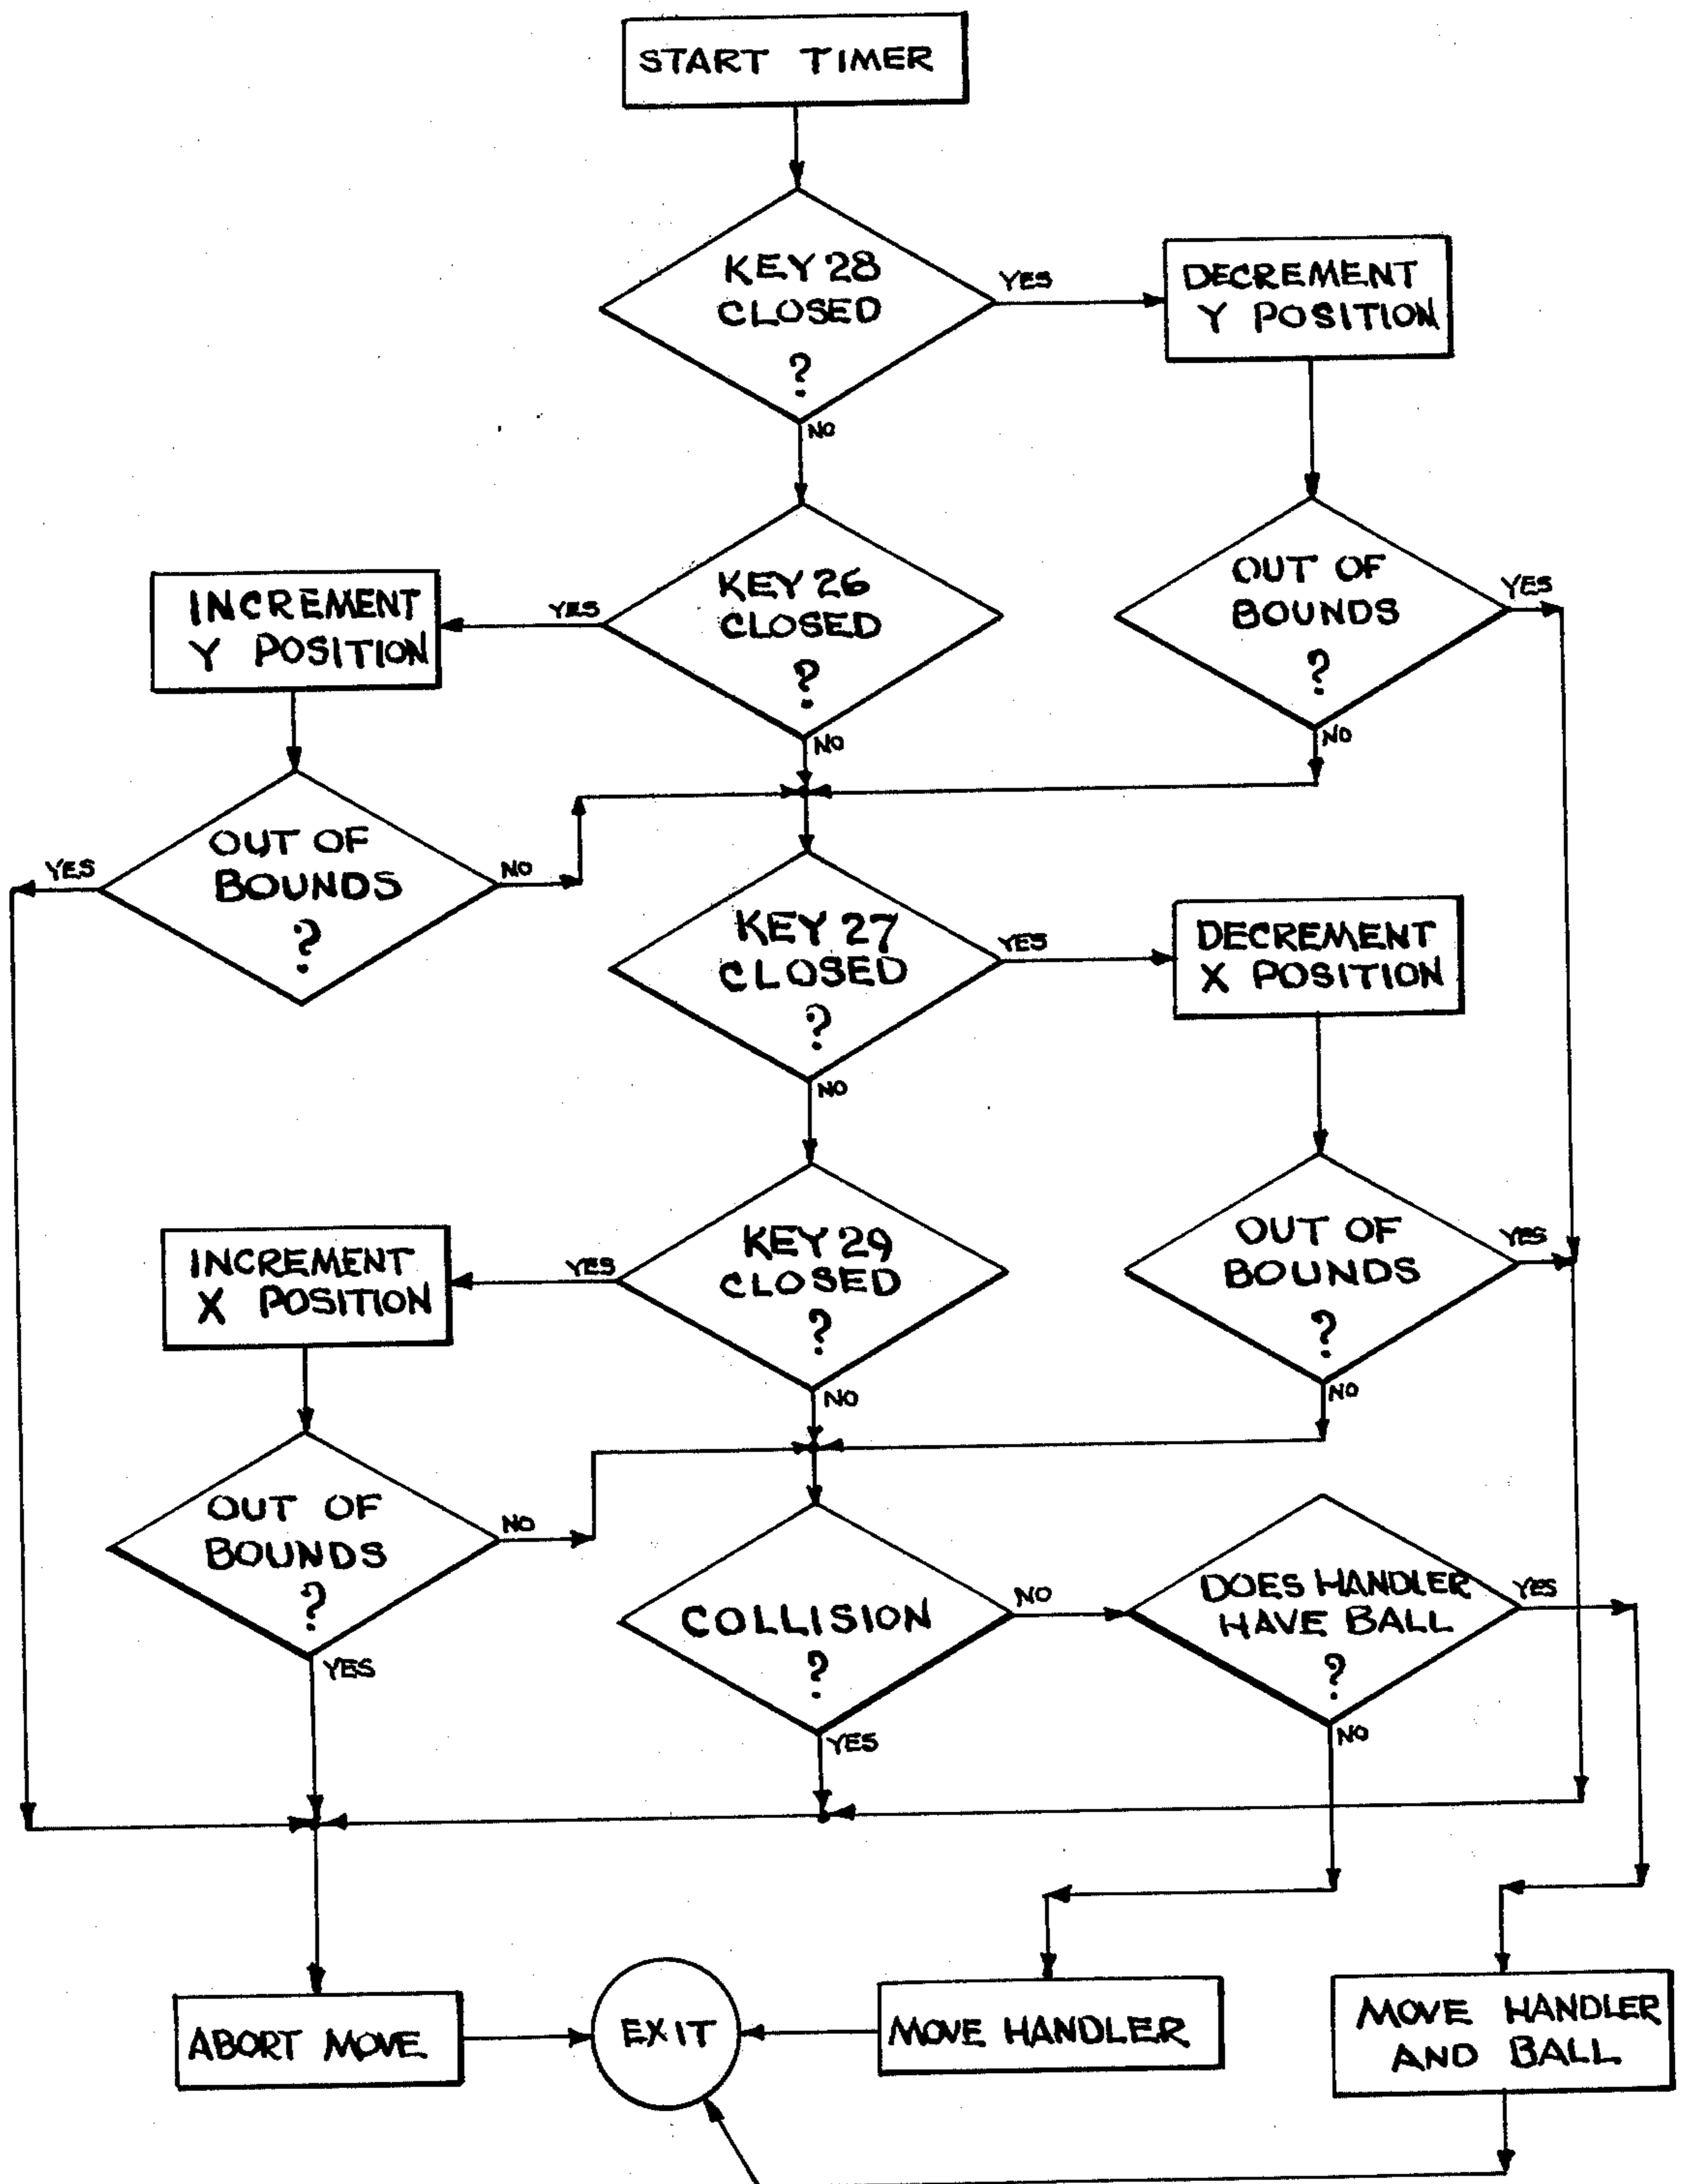 START TIMER
KEY 28
CLOSED
?
YES
NO
DECREMENT
Y POSITION
OUT OF
BOUNDS
?
YES
NO
KEY 26
CLOSED
?
YES
NO
INCREMENT
Y POSITION
OUT OF
BOUNDS
?
YES
NO
KEY 27
CLOSED
?
YES
NO
DECREMENT
X POSITION
OUT OF
BOUNDS
?
YES
NO
KEY 29
CLOSED
?
YES
NO
INCREMENT
X POSITION
OUT OF
BOUNDS
?
NO
YES
COLLISION
?
NO
YES
DOES HANDLER
HAVE BALL
?
YES
NO
ABORT MOVE
EXIT
MOVE HANDLER
MOVE HANDLER
AND BALL